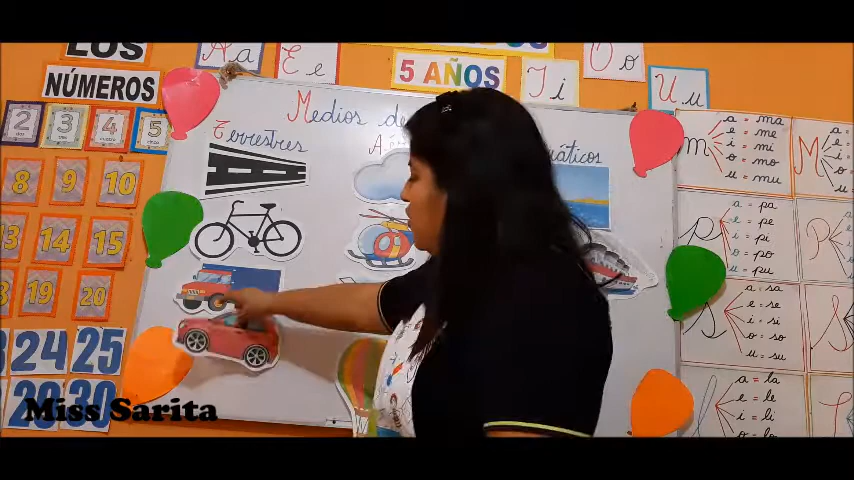 LOS
NÚMEROS
Aa
Ee
5 AÑOS
Ii
Oo
Uu
Medios de
Terrestres
2
3
4
5
8
9
10
14
15
19
20
24
25
30
m
a = ma
e = me
i = mi
o = mo
u = mu
p
a = pa
e = pe
i = pi
o = po
u = pu
s
a = sa
e = se
i = si
o = so
u = su
l
a = la
e = le
i = li
o = lo
M
P
S
Miss Sarita